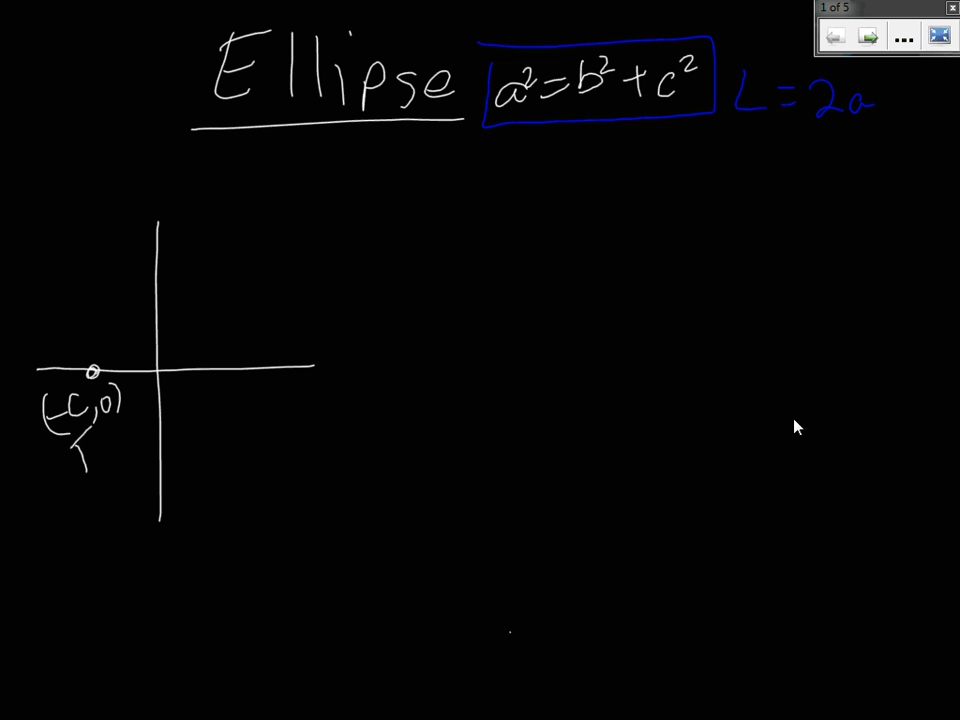 1 of 5
Ellipse a² = b² + c² L = 2a
(-c, 0)